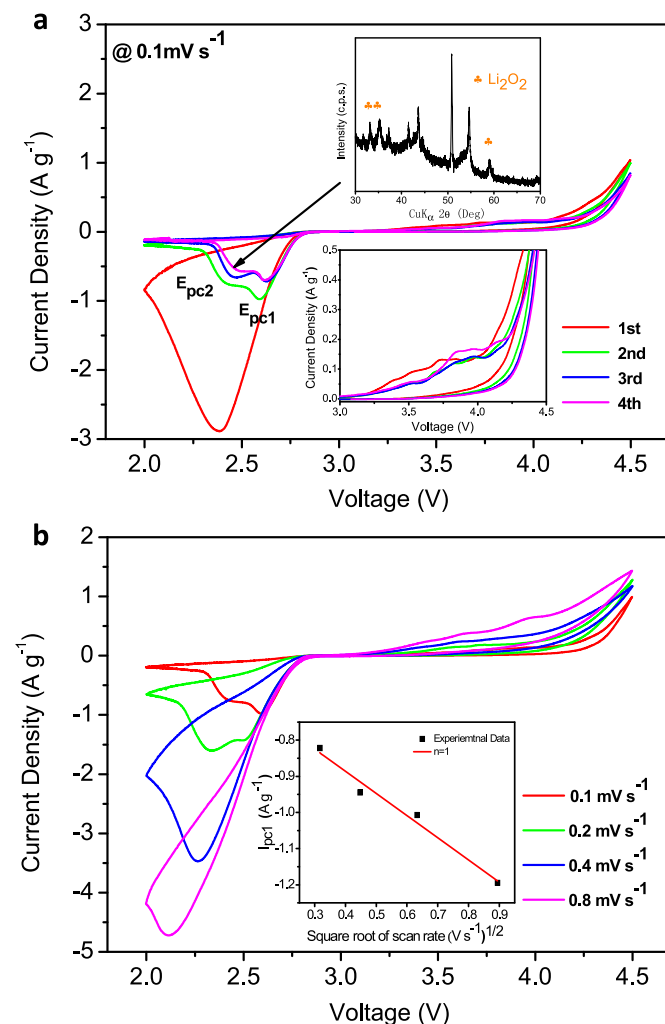 a
@ 0.1mV s⁻¹
Current Density (A g⁻¹)
3
2
1
0
-1
-2
-3
2.0 2.5 3.0 3.5 4.0 4.5
Voltage (V)
E_pc2
E_pc1
Intensity (c.p.s.)
♣ Li₂O₂
♣♣
♣
30 40 50 60 70
CuKα 2θ (Deg)
Current Density (A g⁻¹)
0.5
0.4
0.3
0.2
0.1
0.0
3.0 3.5 4.0 4.5
Voltage (V)
1st
2nd
3rd
4th
b
Current Density (A g⁻¹)
2
1
0
-1
-2
-3
-4
-5
2.0 2.5 3.0 3.5 4.0 4.5
Voltage (V)
I_pc1 (A g⁻¹)
-0.8
-0.9
-1.0
-1.1
-1.2
0.3 0.4 0.5 0.6 0.7 0.8 0.9
Square root of scan rate (V s⁻¹)^1/2
Experiemtnal Data
n=1
0.1 mV s⁻¹
0.2 mV s⁻¹
0.4 mV s⁻¹
0.8 mV s⁻¹